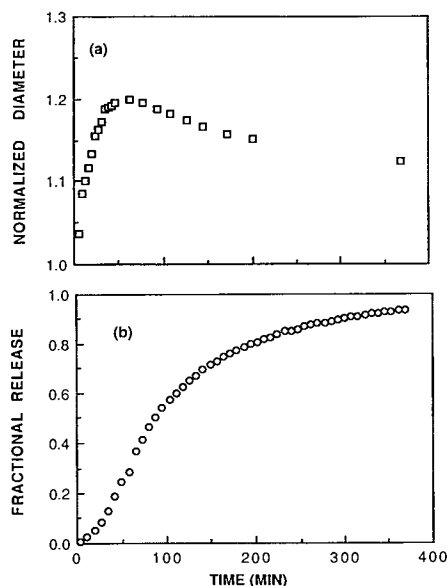 1.3
(a)
1.2
1.1
1.0
NORMALIZED DIAMETER
1.0
(b)
0.8
0.6
0.4
0.2
0.0
FRACTIONAL RELEASE
0 100 200 300 400
TIME (MIN)